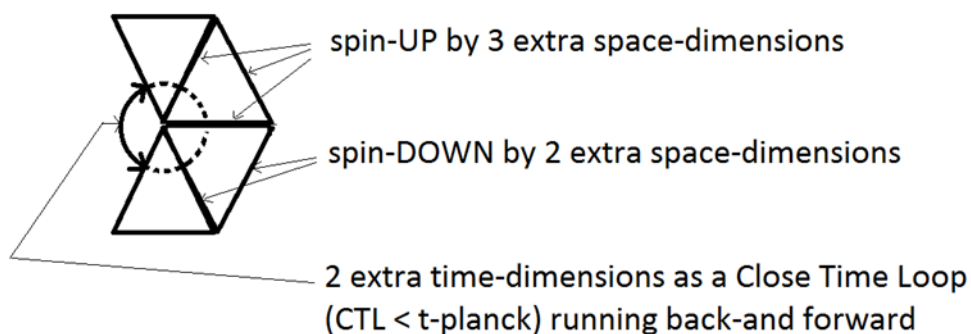 spin-UP by 3 extra space-dimensions
spin-DOWN by 2 extra space-dimensions
2 extra time-dimensions as a Close Time Loop
(CTL < t-planck) running back-and forward